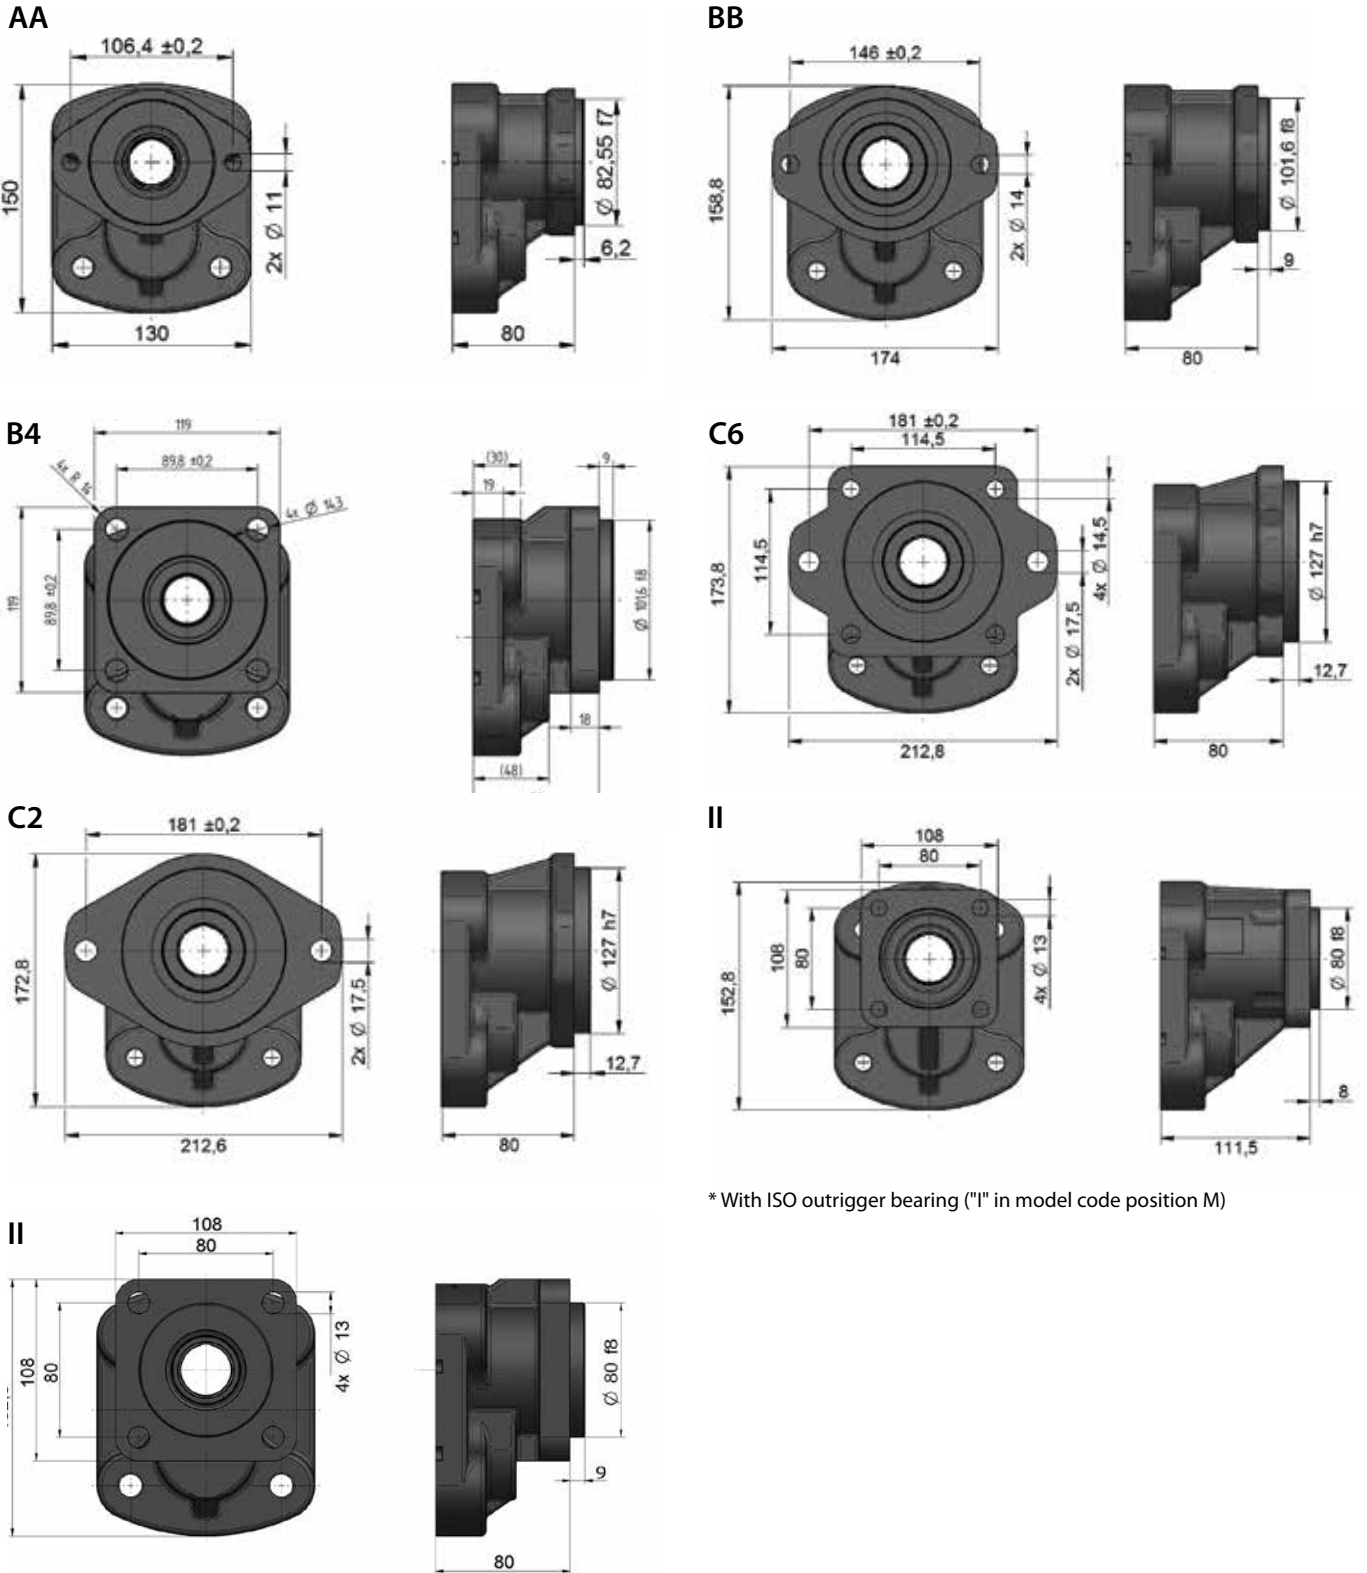 AA
106,4 ±0,2
150
2x Ø 11
130
Ø 82,55 f7
6,2
80
BB
146 ±0,2
158,8
2x Ø 14
174
Ø 101,6 f8
9
80
B4
119
89,8 ±0,2
4x R 14
4x Ø 14,3
119
89,8 ±0,2
(30)
9
19
Ø 101,6 f8
18
(48)
C6
181 ±0,2
114,5
173,8
114,5
4x Ø 14,5
2x Ø 17,5
212,8
Ø 127 h7
12,7
80
C2
181 ±0,2
172,8
2x Ø 17,5
212,6
Ø 127 h7
12,7
80
II
108
80
152,8
108
80
4x Ø 13
Ø 80 f8
8
111,5
* With ISO outrigger bearing ("I" in model code position M)
II
108
80
108
80
4x Ø 13
Ø 80 f8
9
80